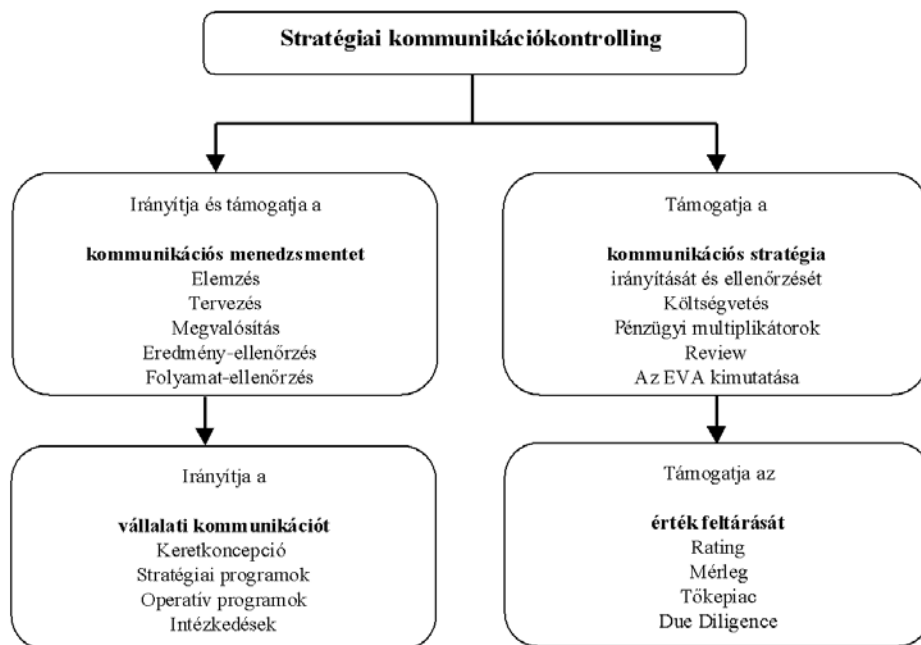 Stratégiai kommunikációkontrolling
Irányítja és támogatja a
kommunikációs menedzsmentet
Elemzés
Tervezés
Megvalósítás
Eredmény-ellenőrzés
Folyamat-ellenőrzés
Támogatja a
kommunikációs stratégia
irányítását és ellenőrzését
Költségvetés
Pénzügyi multiplikátorok
Review
Az EVA kimutatása
Irányítja a
vállalati kommunikációt
Keretkoncepció
Stratégiai programok
Operatív programok
Intézkedések
Támogatja az
érték feltárását
Rating
Mérleg
Tőkepiac
Due Diligence